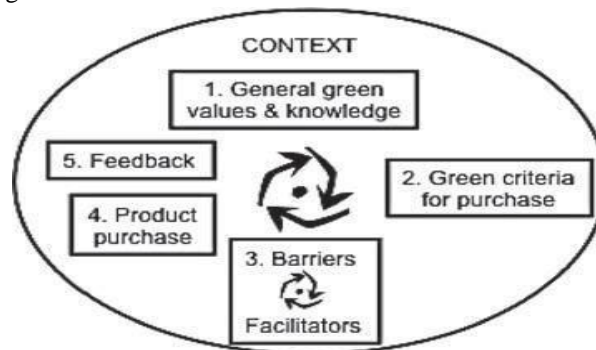 CONTEXT
1. General green
values & knowledge
5. Feedback
2. Green criteria
for purchase
4. Product
purchase
3. Barriers
Facilitators